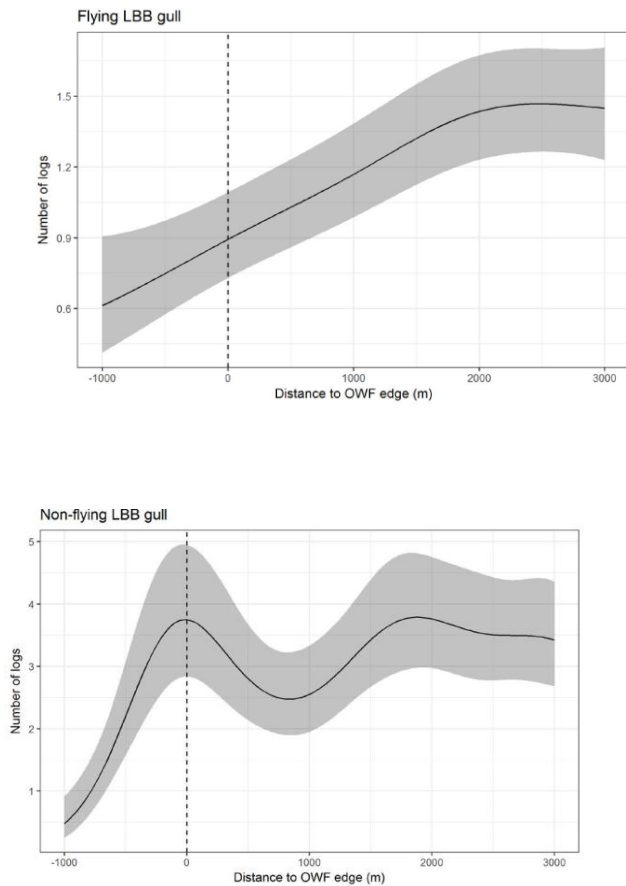 Flying LBB gull
1.5
1.2
0.9
0.6
Number of logs
-1000 0 1000 2000 3000
Distance to OWF edge (m)
Non-flying LBB gull
5
4
3
2
1
Number of logs
-1000 0 1000 2000 3000
Distance to OWF edge (m)